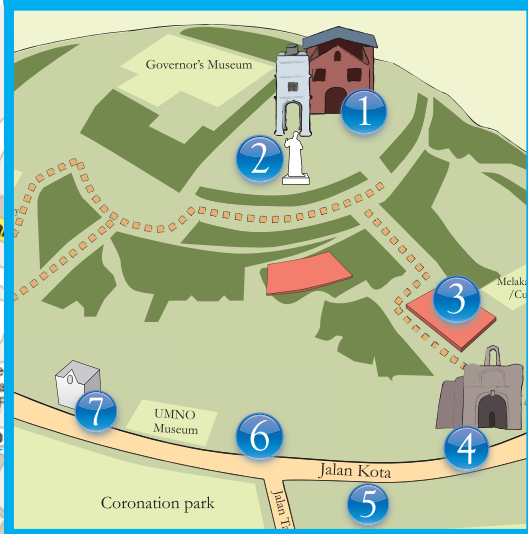 Governor's Museum
1
2
3
Melaka
/Cu
4
7
UMNO
Museum
6
Jalan Kota
5
Coronation park
Jalan Ta